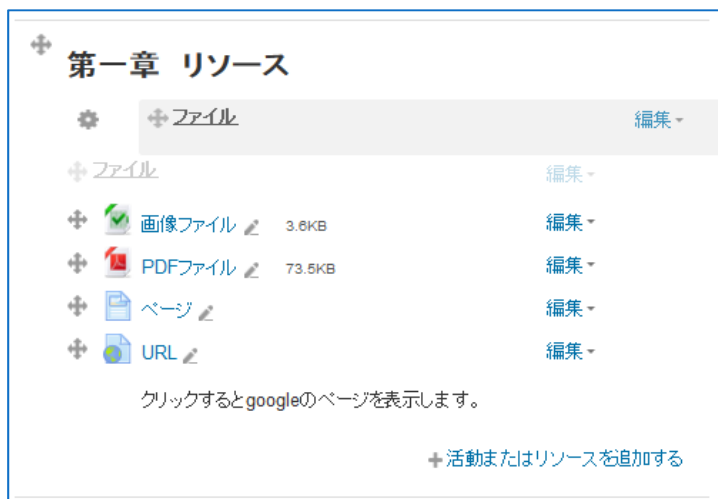 第一章 リソース
ファイル 編集
ファイル 編集
画像ファイル 3.6KB 編集
PDFファイル 73.5KB 編集
ページ 編集
URL 編集
クリックするとgoogleのページを表示します。
+活動またはリソースを追加する